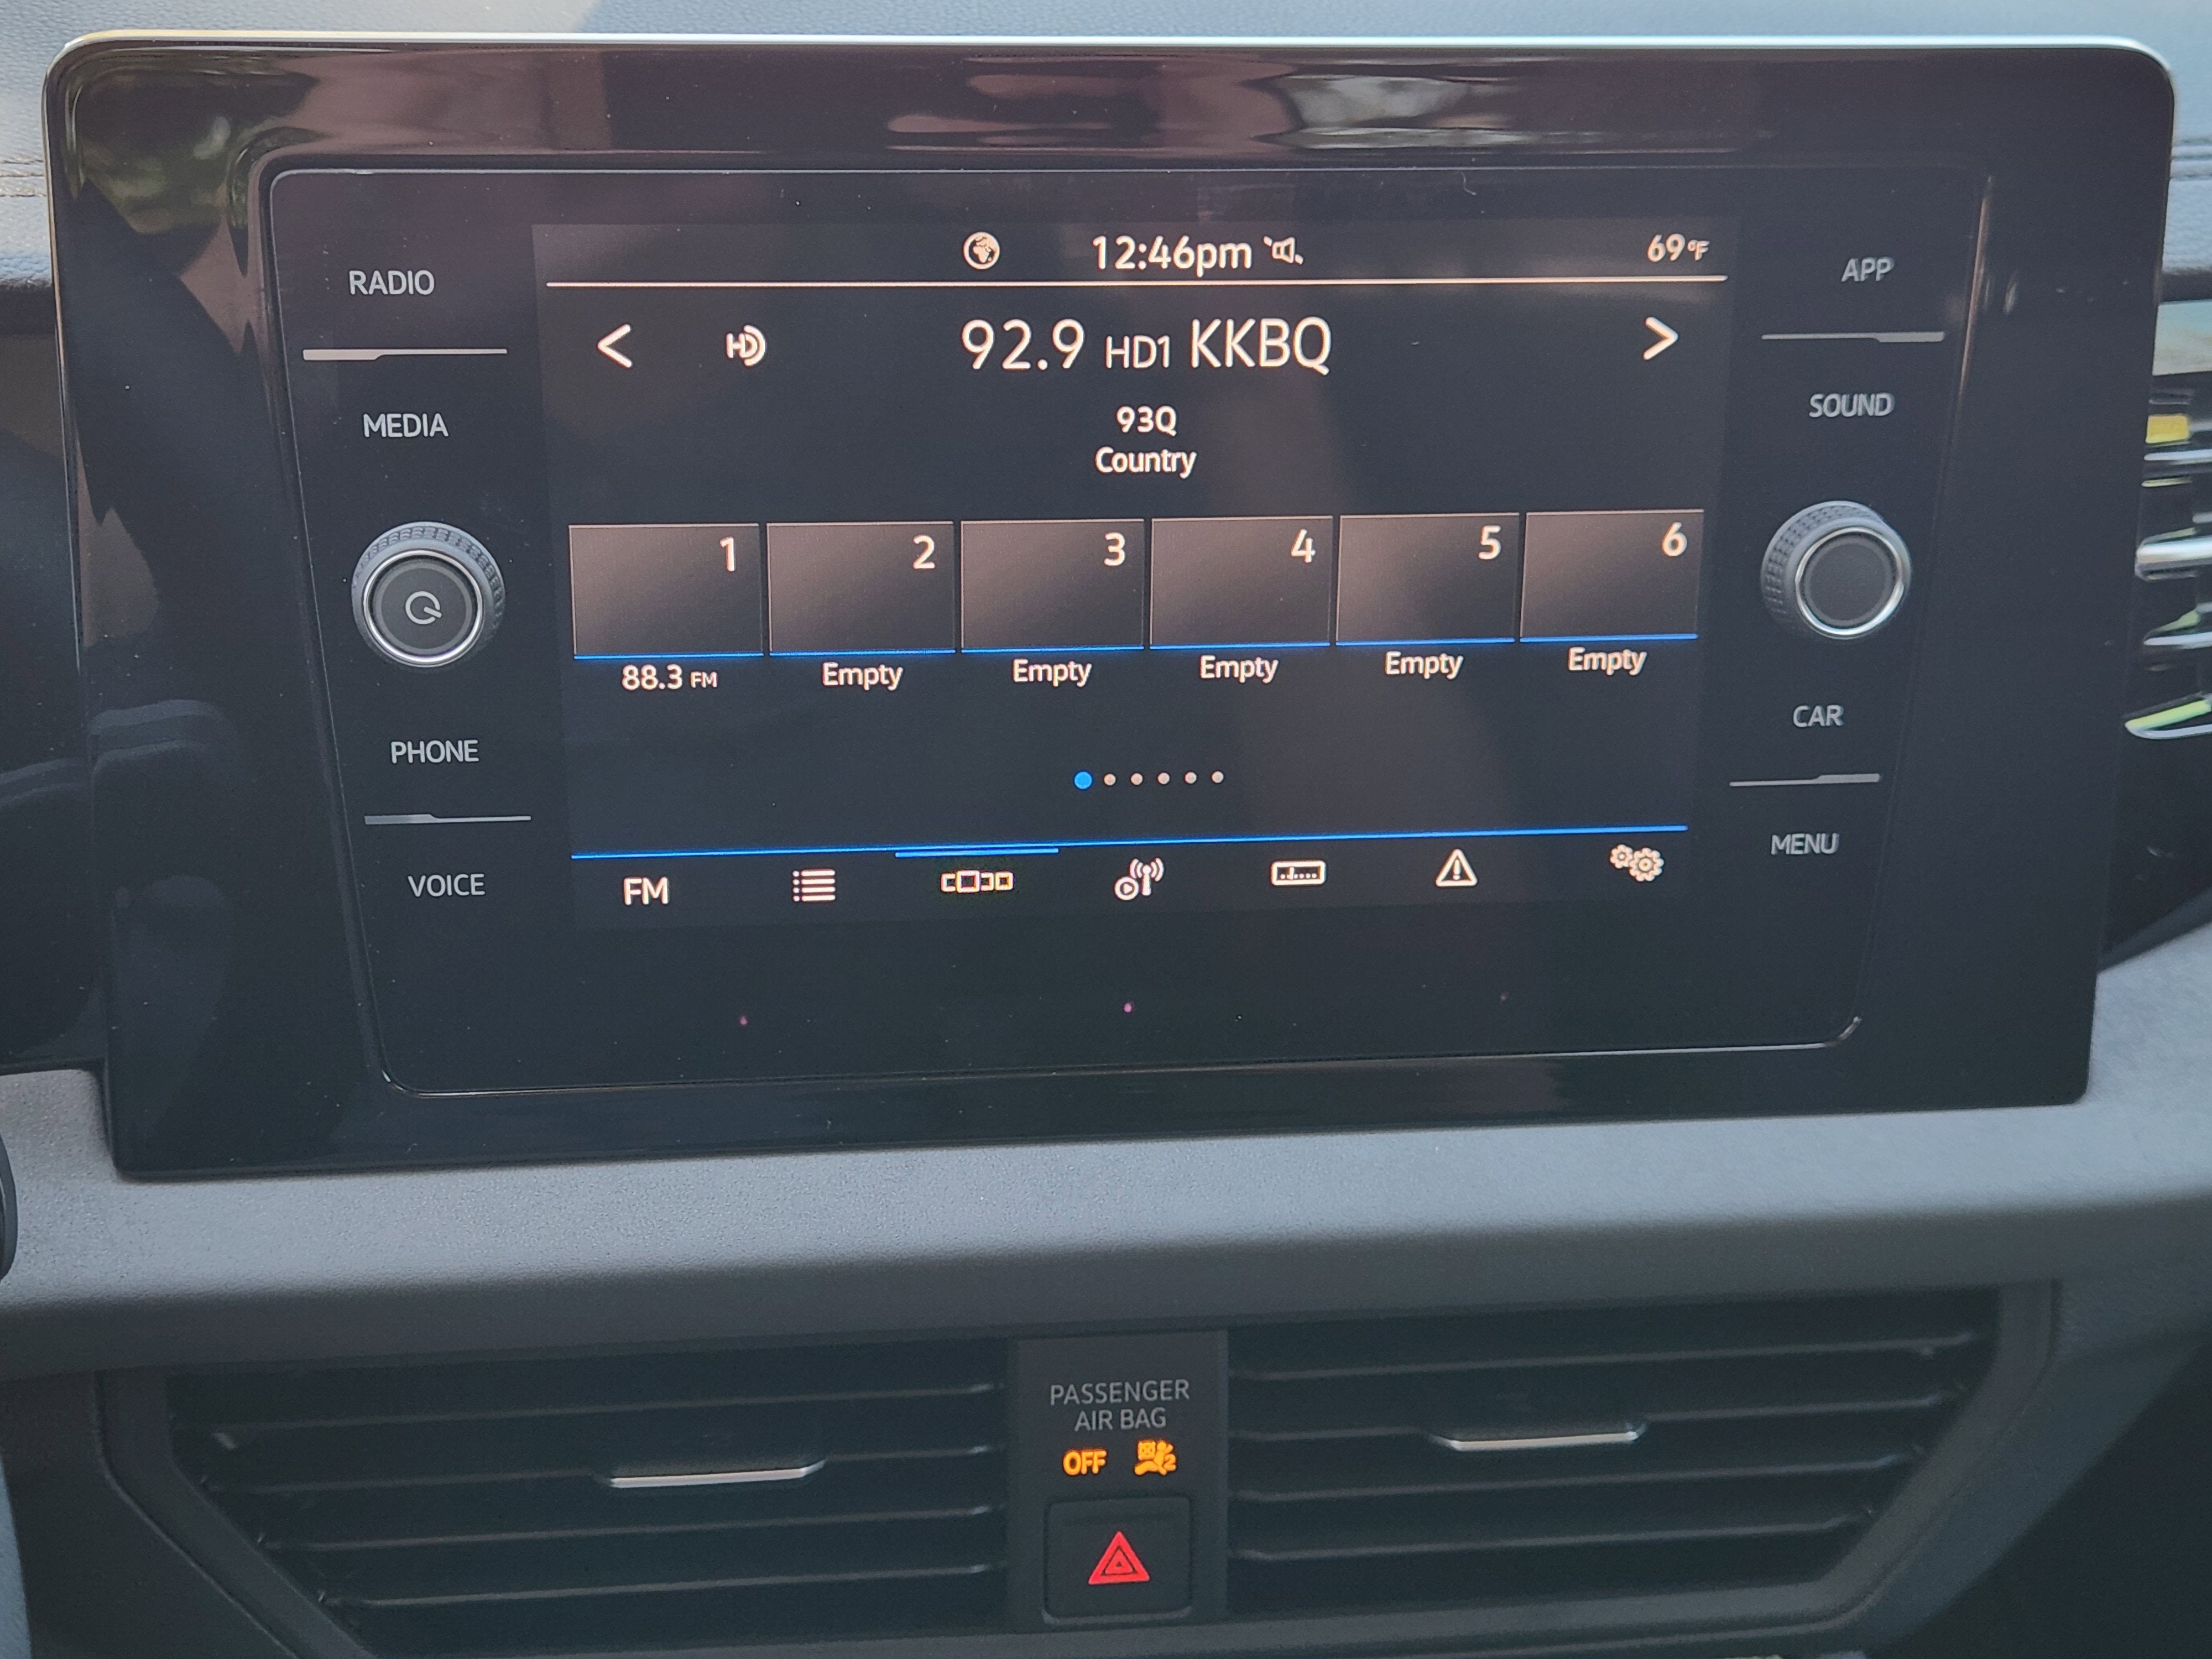 RADIO
MEDIA
PHONE
VOICE
12:46pm
69°F
92.9 HD1 KKBQ
93Q
Country
1
2
3
4
5
6
88.3 FM
Empty
Empty
Empty
Empty
Empty
FM
APP
SOUND
CAR
MENU
PASSENGER
AIR BAG
OFF